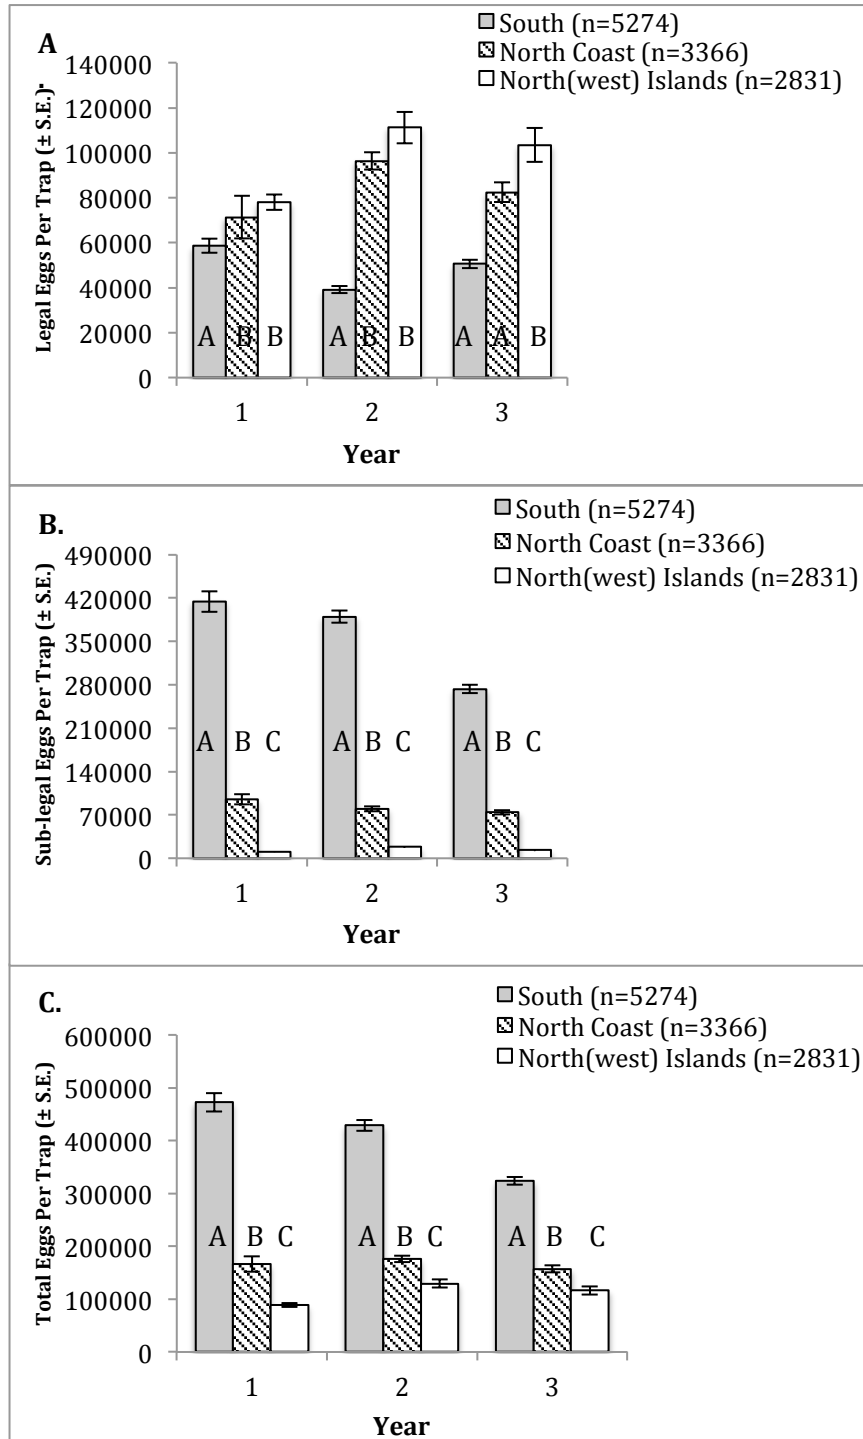 A
South (n=5274)
North Coast (n=3366)
North(west) Islands (n=2831)
Legal Eggs Per Trap (± S.E.)
140000
120000
100000
80000
60000
40000
20000
0
A B B A B B A A B
1 2 3
Year
B.
South (n=5274)
North Coast (n=3366)
North(west) Islands (n=2831)
Sub-legal Eggs Per Trap (± S.E.)
490000
420000
350000
280000
210000
140000
70000
0
A B C A B C A B C
1 2 3
Year
C.
South (n=5274)
North Coast (n=3366)
North(west) Islands (n=2831)
Total Eggs Per Trap (± S.E.)
600000
500000
400000
300000
200000
100000
0
A B C A B C A B C
1 2 3
Year